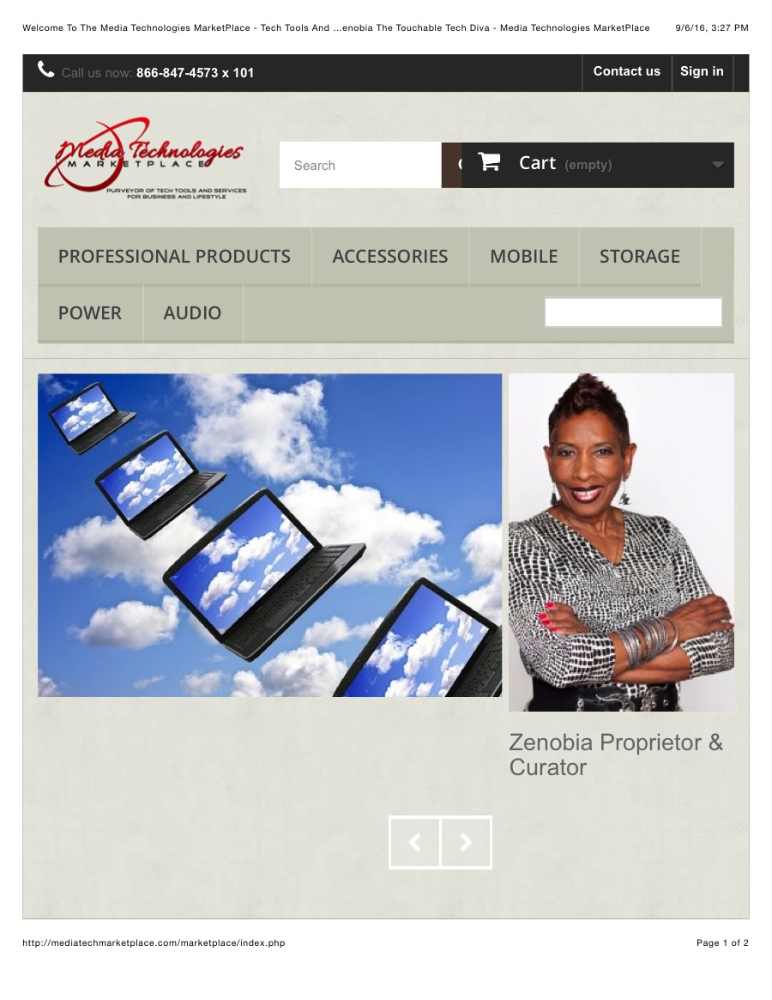 Welcome To The Media Technologies MarketPlace - Tech Tools And ...enobia The Touchable Tech Diva - Media Technologies MarketPlace 9/6/16, 3:27 PM
Call us now: 866-847-4573 x 101
Contact us
Sign in
Media Technologies
MARKETPLACE
PURVEYOR OF TECH TOOLS AND SERVICES
FOR BUSINESS AND LIFESTYLE
Search
Cart (empty)
PROFESSIONAL PRODUCTS
ACCESSORIES
MOBILE
STORAGE
POWER
AUDIO
Zenobia Proprietor &
Curator
http://mediatechmarketplace.com/marketplace/index.php Page 1 of 2